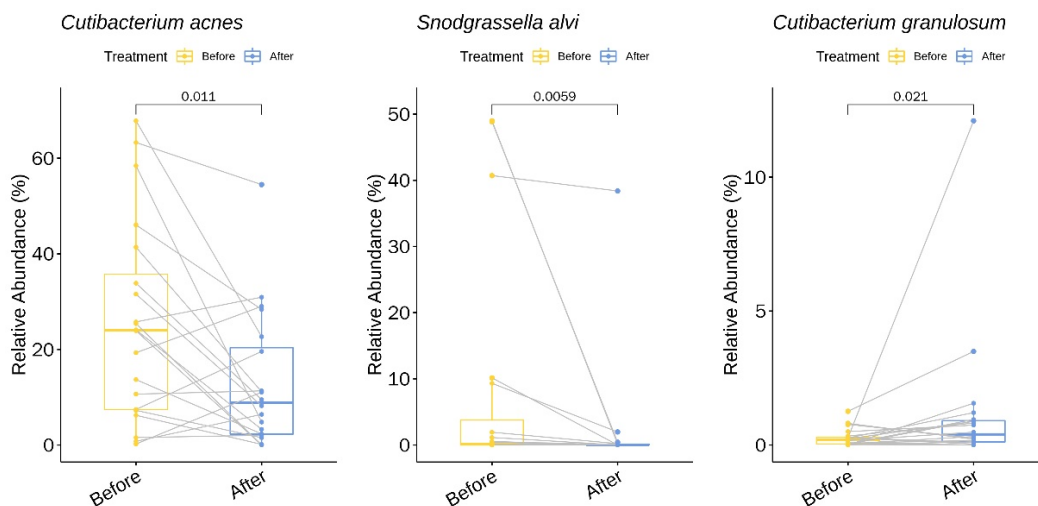 Cutibacterium acnes
Treatment Before After
0.011
60
40
20
0
Relative Abundance (%)
Before After
Snodgrassella alvi
Treatment Before After
0.0059
50
40
30
20
10
0
Relative Abundance (%)
Before After
Cutibacterium granulosum
Treatment Before After
0.021
10
5
0
Relative Abundance (%)
Before After